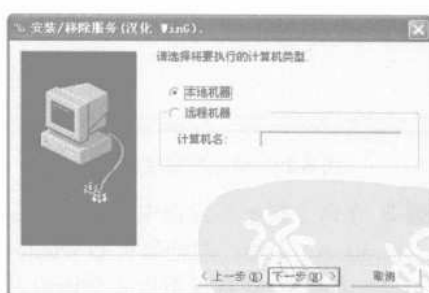 安装/移除服务(汉化 WinG).
请选择将要执行的计算机类型.
本地机器
远程机器
计算机名:
<上一步(B) 下一步(N)> 取消